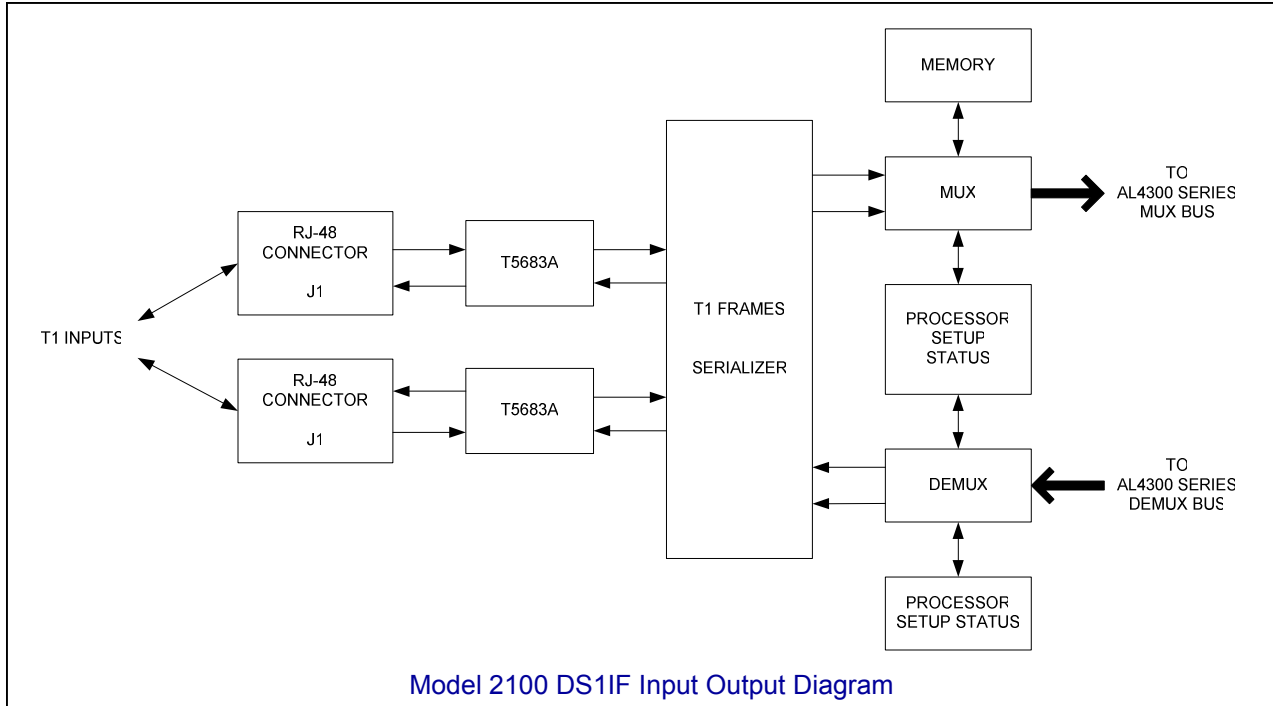 MEMORY
MUX
TO
AL4300 SERIES
MUX BUS
RJ-48
CONNECTOR
J1
T5683A
T1 FRAMES
SERIALIZER
T1 INPUTS
PROCESSOR
SETUP
STATUS
RJ-48
CONNECTOR
J1
T5683A
DEMUX
TO
AL4300 SERIES
DEMUX BUS
PROCESSOR
SETUP STATUS
Model 2100 DS1IF Input Output Diagram